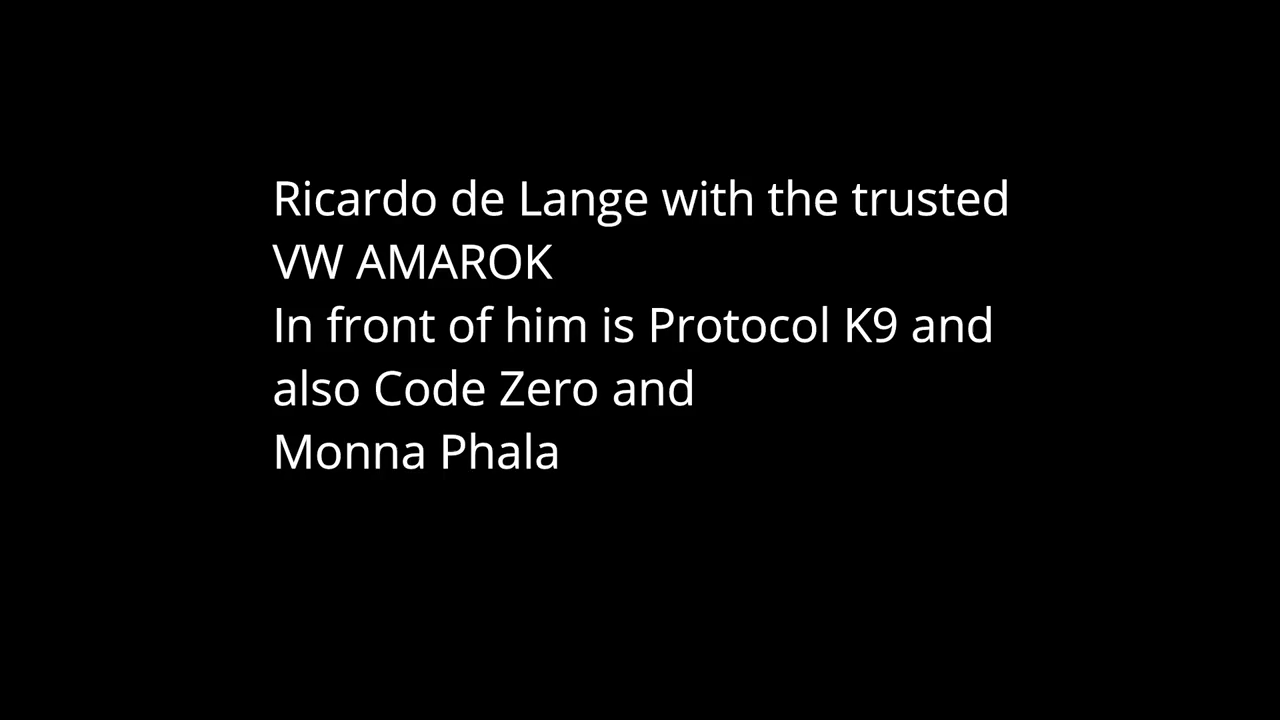 Ricardo de Lange with the trusted
VW AMAROK
In front of him is Protocol K9 and
also Code Zero and
Monna Phala